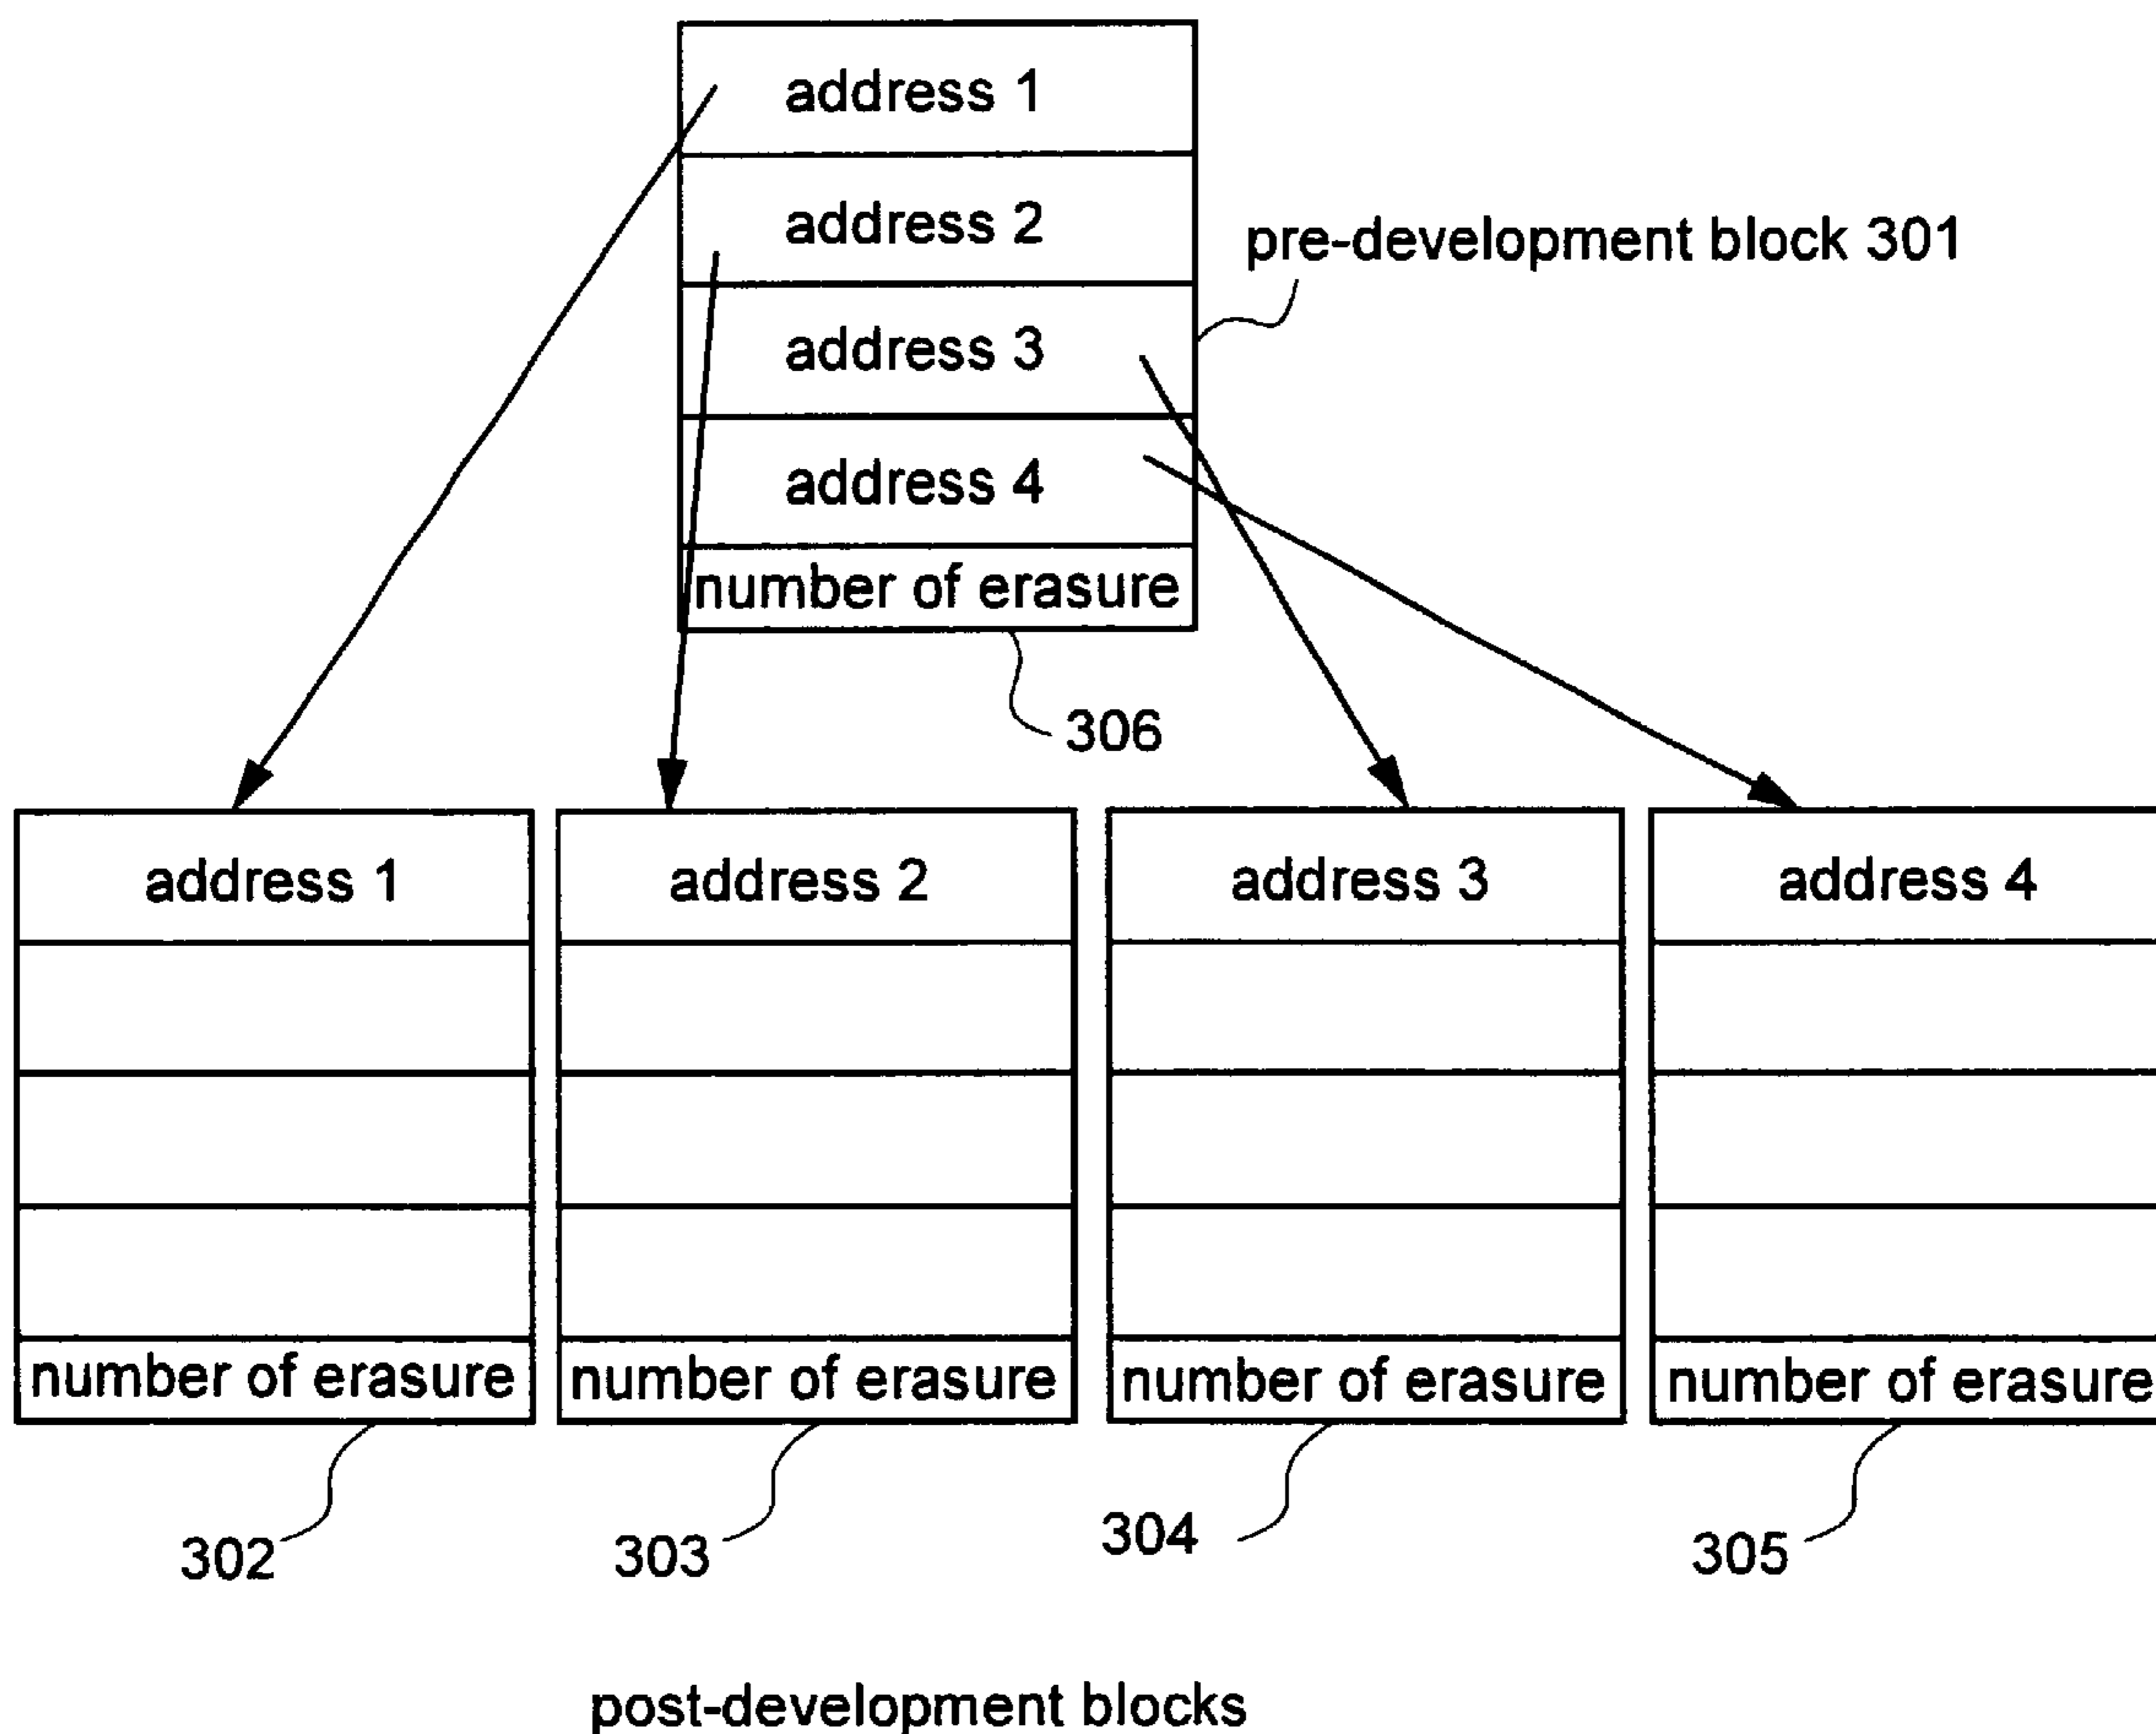 address 1
address 2
pre-development block 301
address 3
address 4
number of erasure
306
address 1
address 2
address 3
address 4
number of erasure
number of erasure
number of erasure
number of erasure
302
303
304
305
post-development blocks